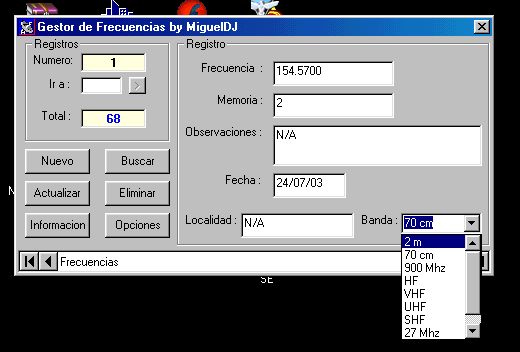 Gestor de Frecuencias by MiguelDJ
Registros
Numero: 1
Ir a : >
Total : 68
Nuevo Buscar
Actualizar Eliminar
Informacion Opciones
Registro
Frecuencia : 154.5700
Memoria : 2
Observaciones : N/A
Fecha : 24/07/03
Localidad : N/A Banda : 70 cm
2 m
70 cm
900 Mhz
HF
VHF
UHF
SHF
27 Mhz
Frecuencias
SE